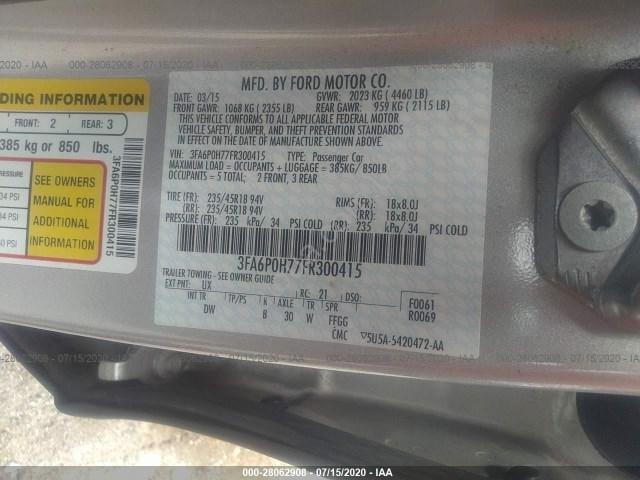 000-28062908 - 07/15/2020 - IAA
DING INFORMATION
FRONT: 2 REAR: 3
385 kg or 850 lbs.
34 PSI
34 PSI
60 PSI
SEE OWNERS
MANUAL FOR
ADDITIONAL
INFORMATION
3FA6P0H77FR300415
MFD. BY FORD MOTOR CO.
DATE: 03/15 GVWR: 2023 KG ( 4460 LB)
FRONT GAWR: 1068 KG ( 2355 LB) REAR GAWR: 959 KG ( 2115 LB)
THIS VEHICLE CONFORMS TO ALL APPLICABLE FEDERAL MOTOR
VEHICLE SAFETY, BUMPER, AND THEFT PREVENTION STANDARDS
IN EFFECT ON THE DATE OF MANUFACTURE SHOWN ABOVE.
VIN: 3FA6P0H77FR300415 TYPE: Passenger Car
MAXIMUM LOAD = OCCUPANTS + LUGGAGE = 385KG/ 850LB
OCCUPANTS = 5 TOTAL; 2 FRONT, 3 REAR
TIRE (FR): 235/45R18 94V RIMS (FR): 18x8.0J
(RR): 235/45R18 94V (RR): 18x8.0J
PRESSURE (FR): 235 kPa/ 34 PSI COLD (RR): 235 kPa/ 34 PSI COLD
3FA6P0H77FR300415
TRAILER TOWING - SEE OWNER GUIDE
EXT PNT: UX RC: 21 DSO: F0061
INT TR TP/PS R AXLE TR SPR R0069
DW B 30 W FFGG
CMC ▽5U5A-5420472-AA
000-28062908 - 07/15/2020 - IAA